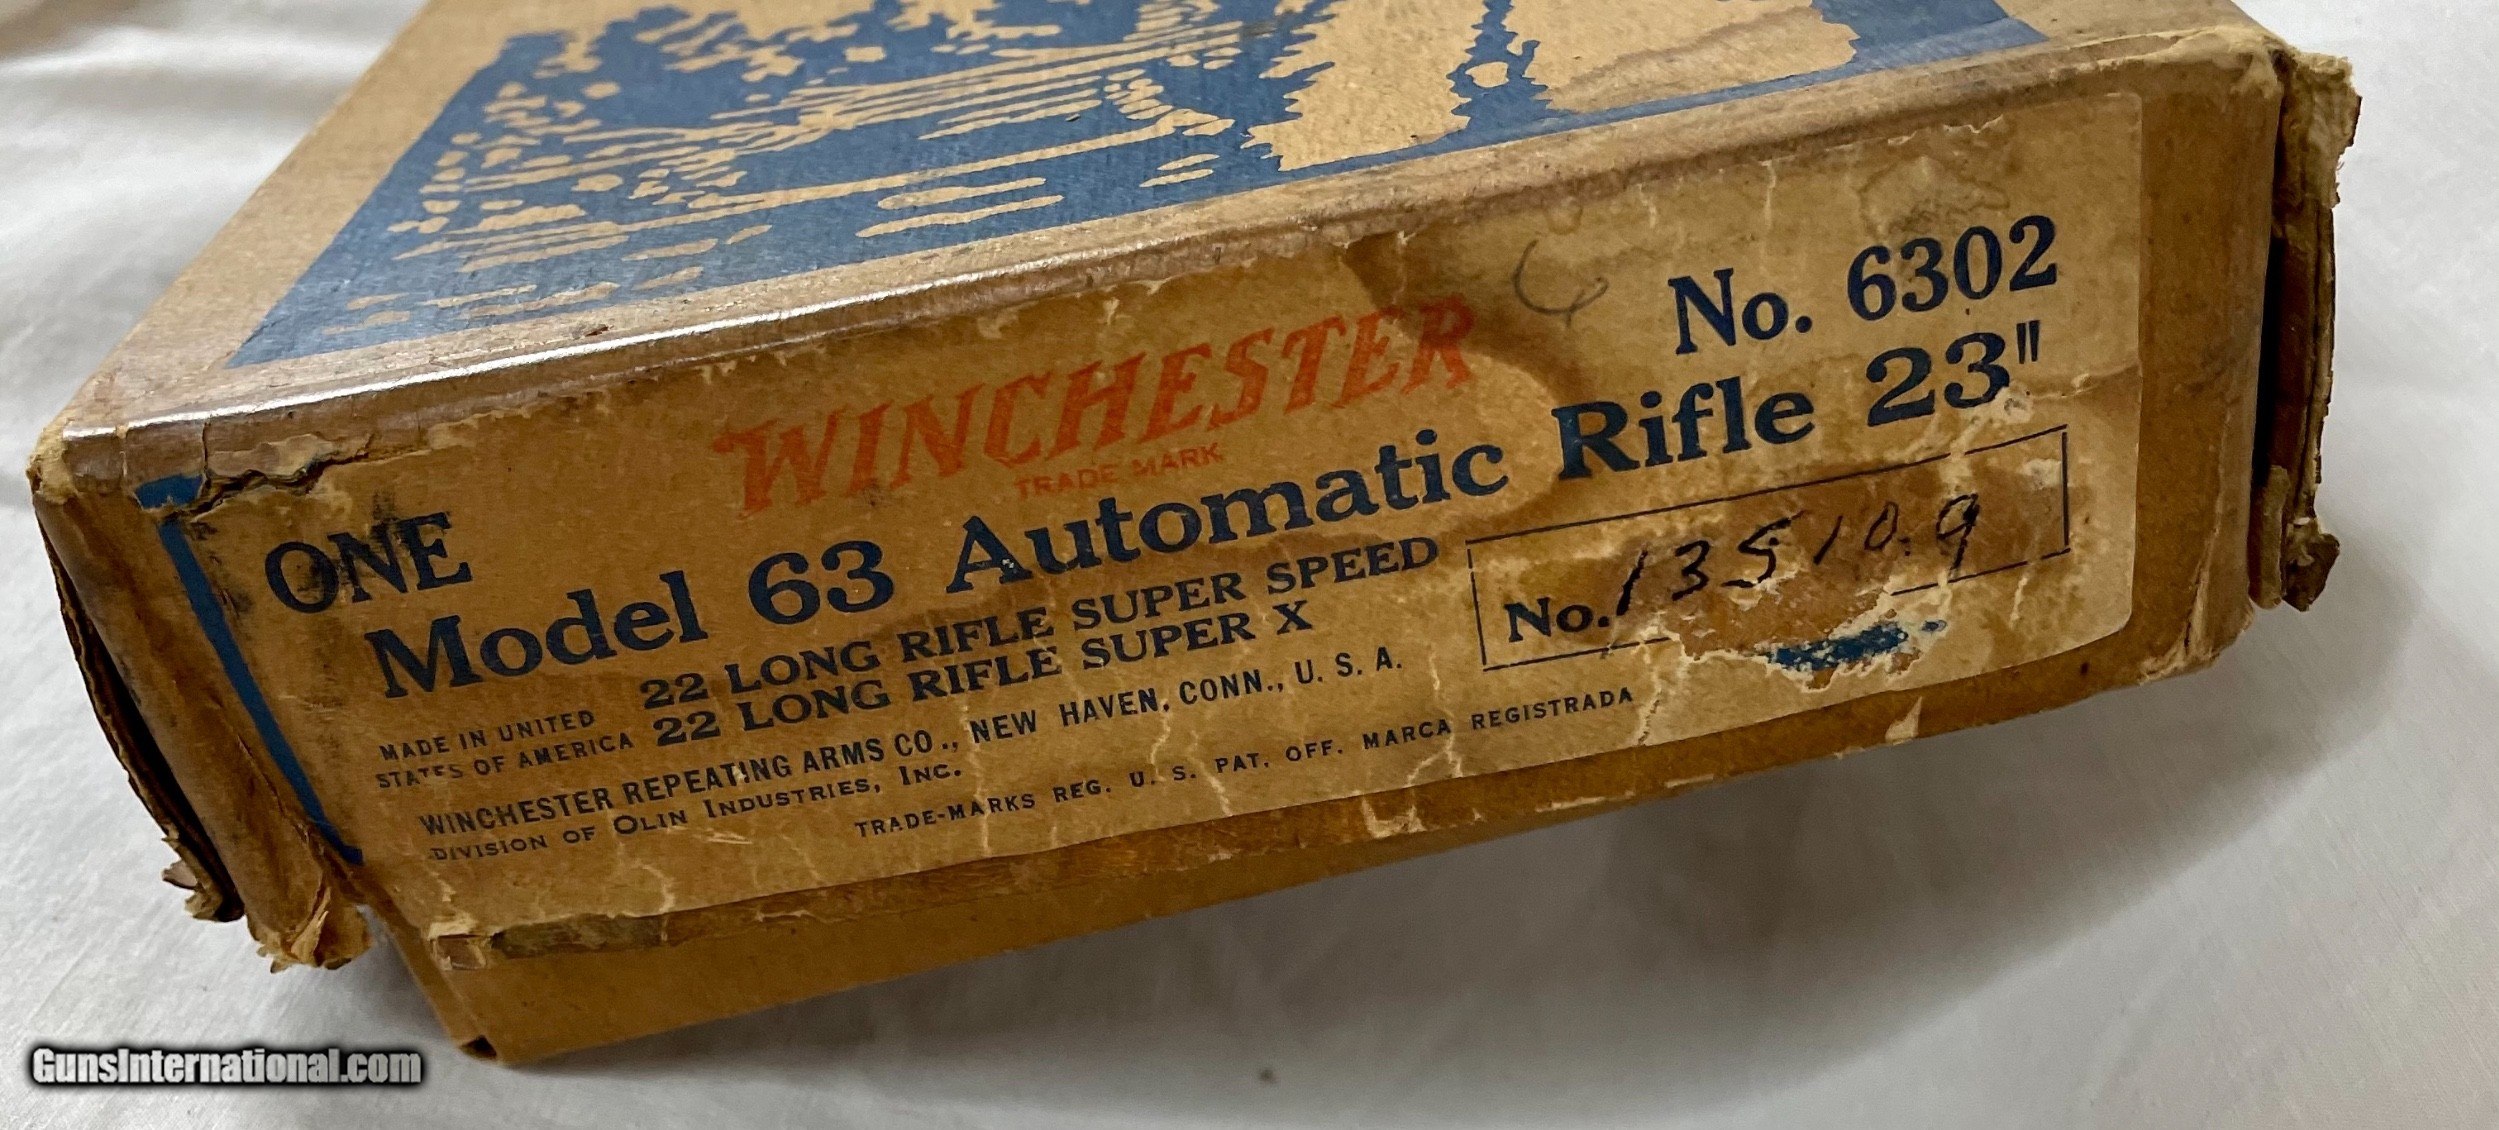 WINCHESTER
TRADE MARK
No. 6302
ONE
Model 63 Automatic Rifle 23"
22 LONG RIFLE SUPER SPEED
22 LONG RIFLE SUPER X
No. 135109
MADE IN UNITED
STATES OF AMERICA
WINCHESTER REPEATING ARMS CO., NEW HAVEN, CONN., U. S. A.
DIVISION OF OLIN INDUSTRIES, INC.
TRADE-MARKS REG. U. S. PAT. OFF. MARCA REGISTRADA
GunsInternational.com